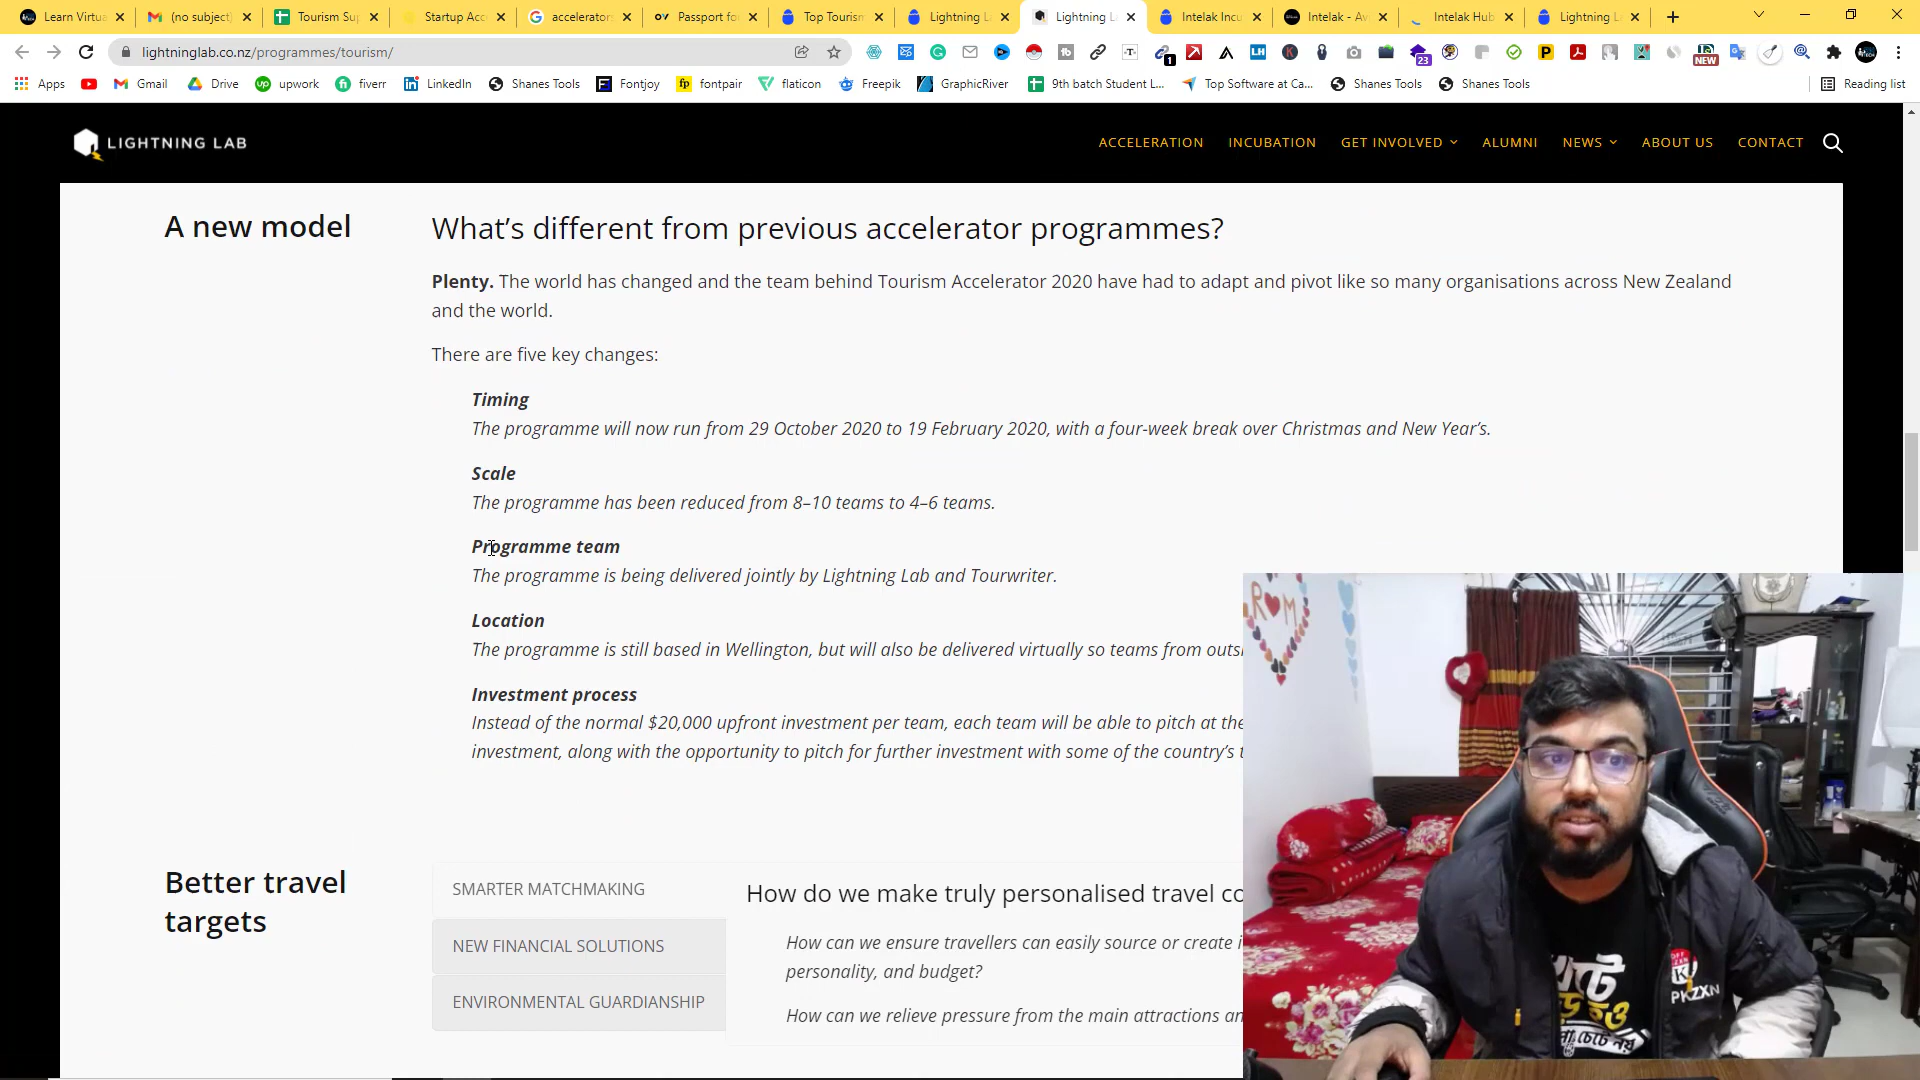 Learn Virtua
(no subject)
Tourism Sup
Startup Acc
accelerators
Passport for
Top Tourism
Lightning La
Lightning La
Intelak Incu
Intelak - Av
Intelak Hub
Lightning La
lightninglab.co.nz/programmes/tourism/
Apps
Gmail
Drive
upwork
fiverr
LinkedIn
Shanes Tools
Fontjoy
fontpair
flaticon
Freepik
GraphicRiver
9th batch Student L...
Top Software at Ca...
Shanes Tools
Shanes Tools
Reading list
LIGHTNING LAB
ACCELERATION
INCUBATION
GET INVOLVED
ALUMNI
NEWS
ABOUT US
CONTACT
A new model
What's different from previous accelerator programmes?
Plenty. The world has changed and the team behind Tourism Accelerator 2020 have had to adapt and pivot like so many organisations across New Zealand
and the world.
There are five key changes:
Timing
The programme will now run from 29 October 2020 to 19 February 2020, with a four-week break over Christmas and New Year's.
Scale
The programme has been reduced from 8–10 teams to 4–6 teams.
Programme team
The programme is being delivered jointly by Lightning Lab and Tourwriter.
Location
The programme is still based in Wellington, but will also be delivered virtually so teams from outs
Investment process
Instead of the normal $20,000 upfront investment per team, each team will be able to pitch at the
investment, along with the opportunity to pitch for further investment with some of the country's t
Better travel
targets
SMARTER MATCHMAKING
NEW FINANCIAL SOLUTIONS
ENVIRONMENTAL GUARDIANSHIP
How do we make truly personalised travel co
How can we ensure travellers can easily source or create i
personality, and budget?
How can we relieve pressure from the main attractions an
R M
PKZXN